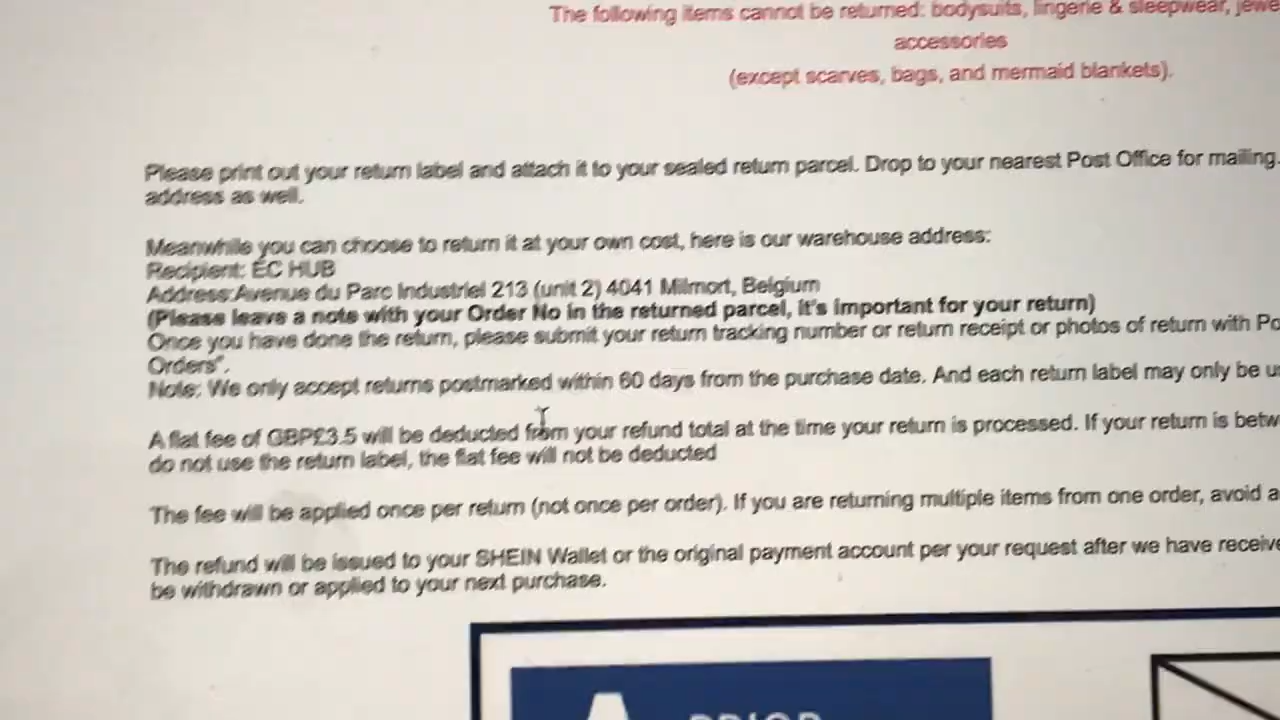 The following items cannot be returned: bodysuits, lingerie & sleepwear, jewe
accessories
(except scarves, bags, and mermaid blankets).
Please print out your return label and attach it to your sealed return parcel. Drop to your nearest Post Office for mailing.
address as well.
Meanwhile you can choose to return it at your own cost, here is our warehouse address:
Recipient: EC HUB
Address:Avenue du Parc Industriel 213 (unit 2) 4041 Milmort, Belgium
(Please leave a note with your Order No in the returned parcel, it's important for your return)
Once you have done the return, please submit your return tracking number or return receipt or photos of return with Po
Orders".
Note: We only accept returns postmarked within 60 days from the purchase date. And each return label may only be u
A flat fee of GBP£3.5 will be deducted from your refund total at the time your return is processed. If your return is betw
do not use the return label, the flat fee will not be deducted
The fee will be applied once per return (not once per order). If you are returning multiple items from one order, avoid a
The refund will be issued to your SHEIN Wallet or the original payment account per your request after we have receive
be withdrawn or applied to your next purchase.
A PRIOR